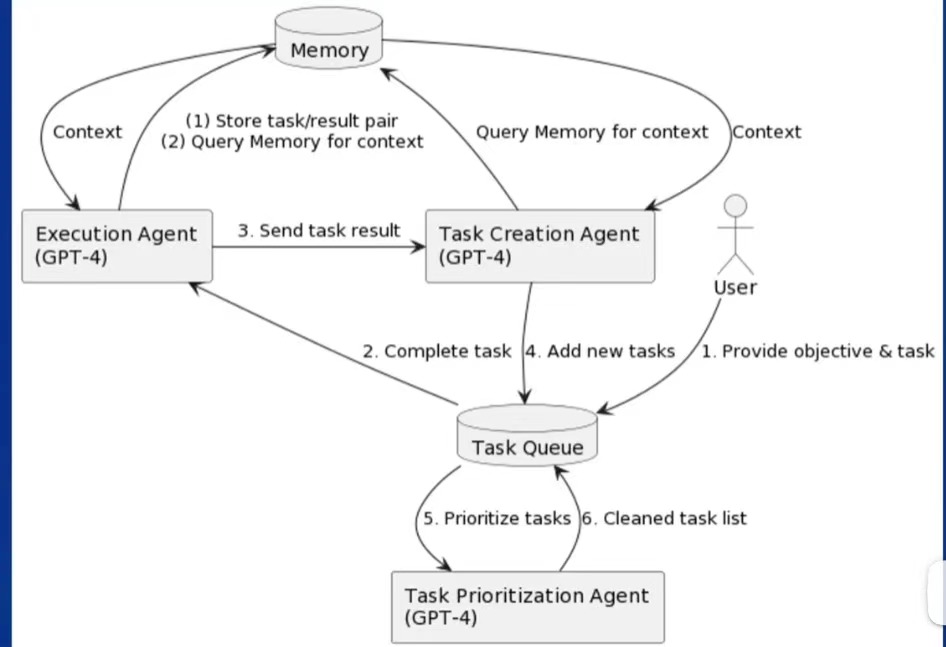 Memory
Context
(1) Store task/result pair
(2) Query Memory for context
Query Memory for context
Context
Execution Agent
(GPT-4)
3. Send task result
Task Creation Agent
(GPT-4)
User
2. Complete task
4. Add new tasks
1. Provide objective & task
Task Queue
5. Prioritize tasks
6. Cleaned task list
Task Prioritization Agent
(GPT-4)